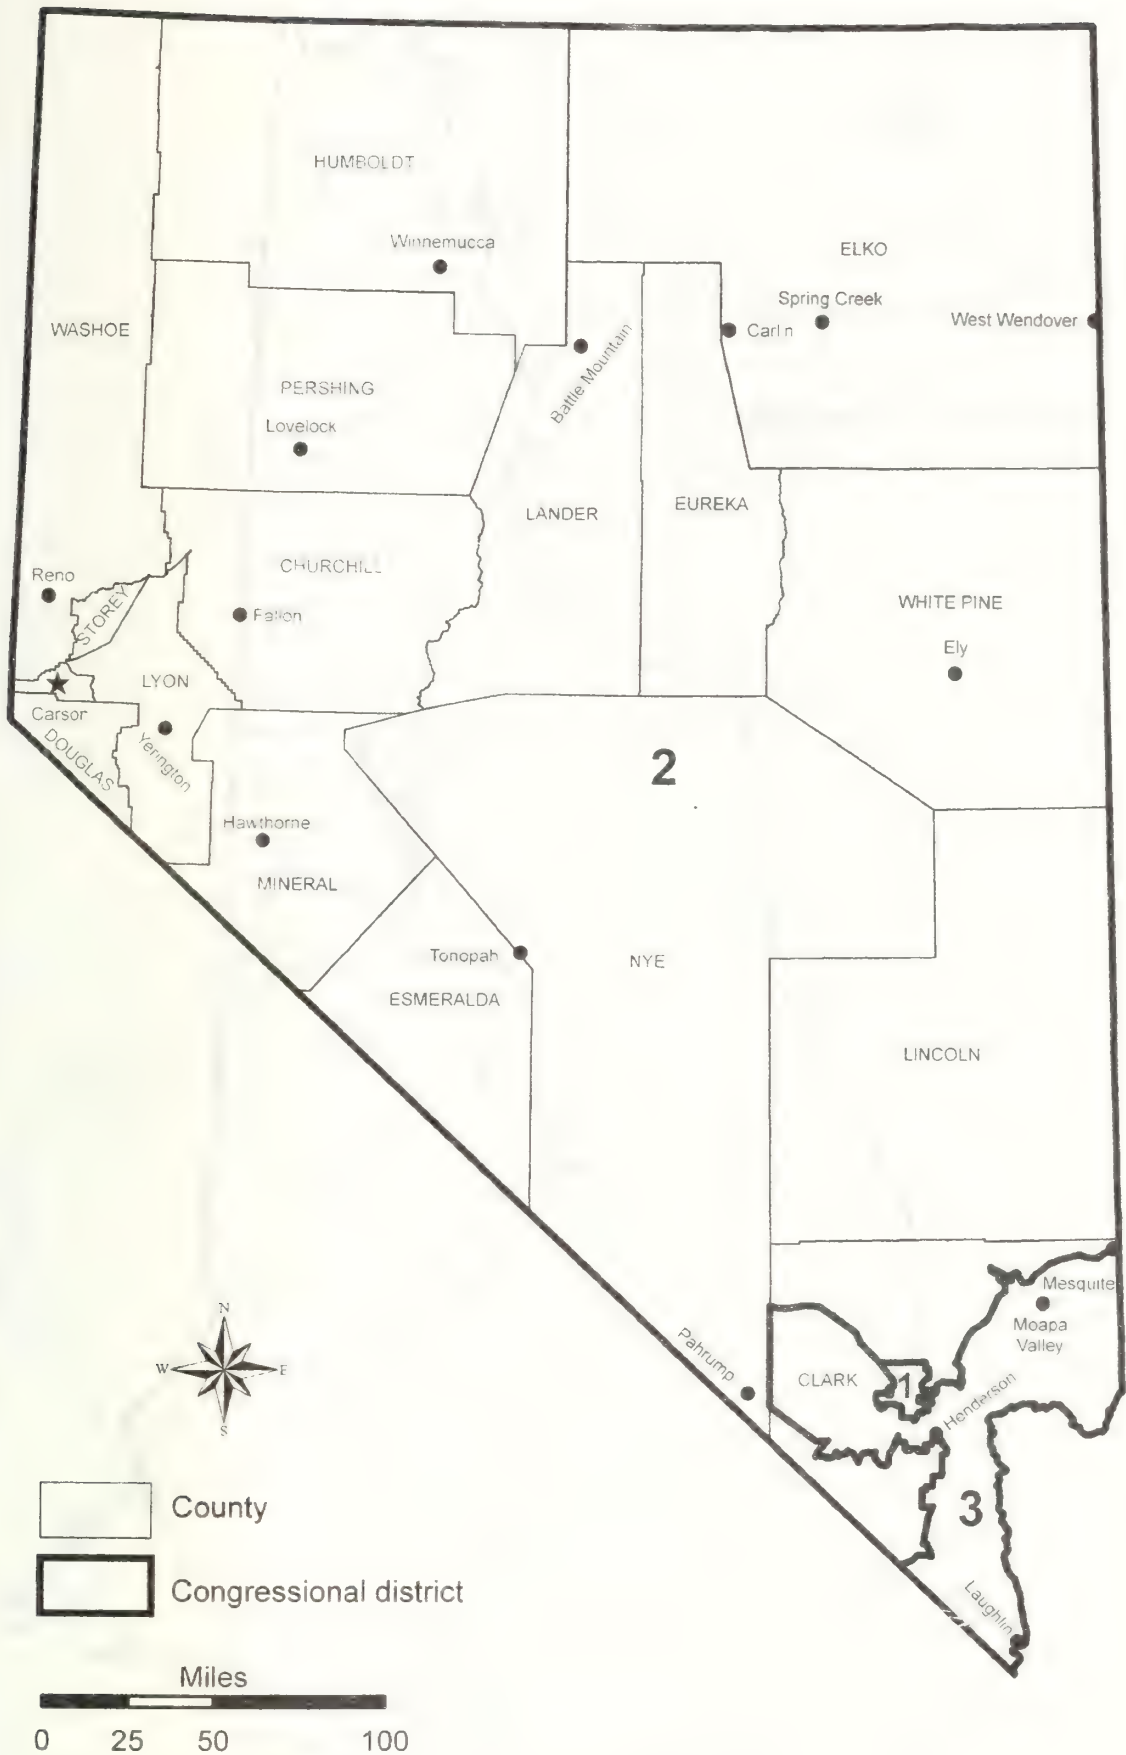 HUMBOLDT
Winnemucca
ELKO
Spring Creek
West Wendover
Carlin
WASHOE
Battle Mountain
PERSHING
Lovelock
LANDER
EUREKA
CHURCHILL
Reno
STOREY
Fallon
WHITE PINE
Ely
LYON
Carson
DOUGLAS
Yerington
2
Hawthorne
MINERAL
Tonopah
NYE
ESMERALDA
LINCOLN
Mesquite
Moapa
Valley
Pahrump
CLARK
1
Henderson
3
Laughlin
N
W
E
S
County
Congressional district
Miles
0 25 50 100